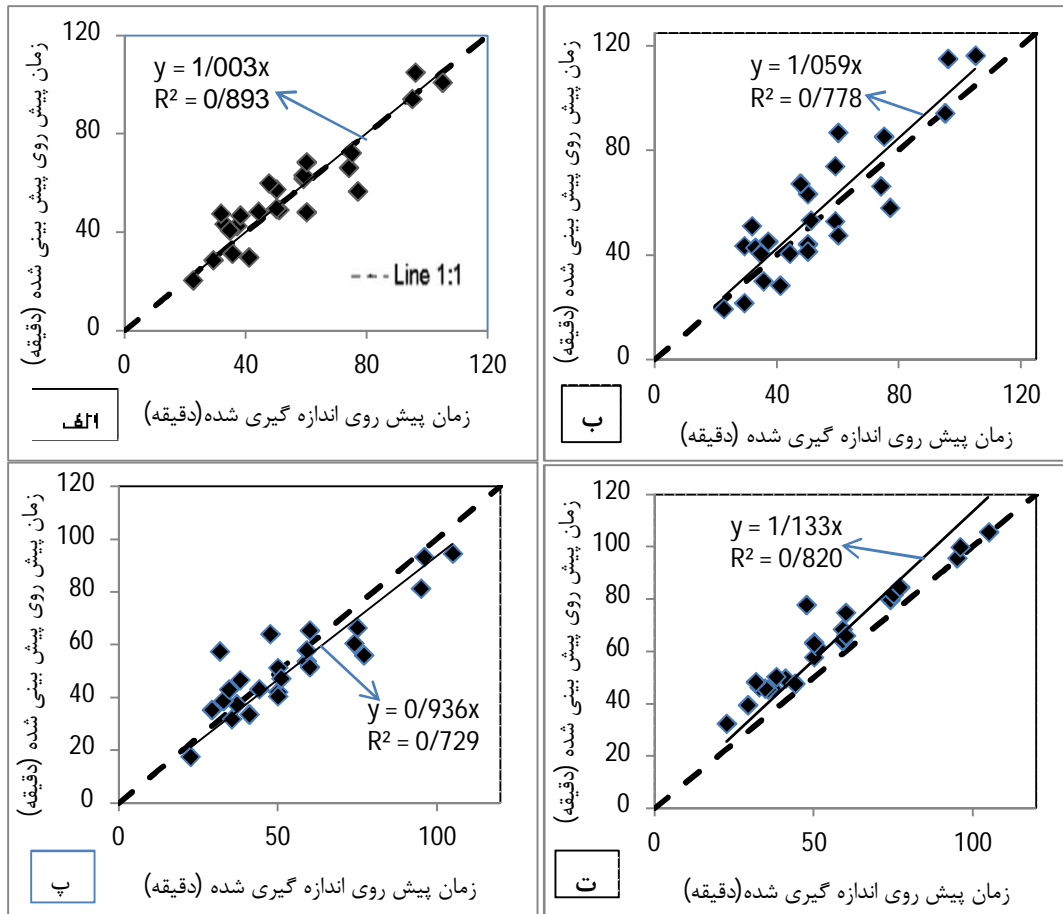 زمان پیش روی پیش بینی شده (دقیقه)
120
80
40
0
y = 1/003x
R² = 0/893
Line 1:1
0
40
80
120
زمان پیش روی اندازه گیری شده(دقیقه)
الف
زمان پیش روی پیش بینی شده (دقیقه)
120
80
40
0
y = 1/059x
R² = 0/778
0
40
80
120
زمان پیش روی اندازه گیری شده (دقیقه)
ب
زمان پیش روی پیش بینی شده (دقیقه)
120
100
80
60
40
20
0
y = 0/936x
R² = 0/729
0
50
100
زمان پیش روی اندازه گیری شده (دقیقه)
پ
زمان پیش روی پیش بینی شده (دقیقه)
120
100
80
60
40
20
0
y = 1/133x
R² = 0/820
0
50
100
زمان پیش روی اندازه گیری شده(دقیقه)
ت